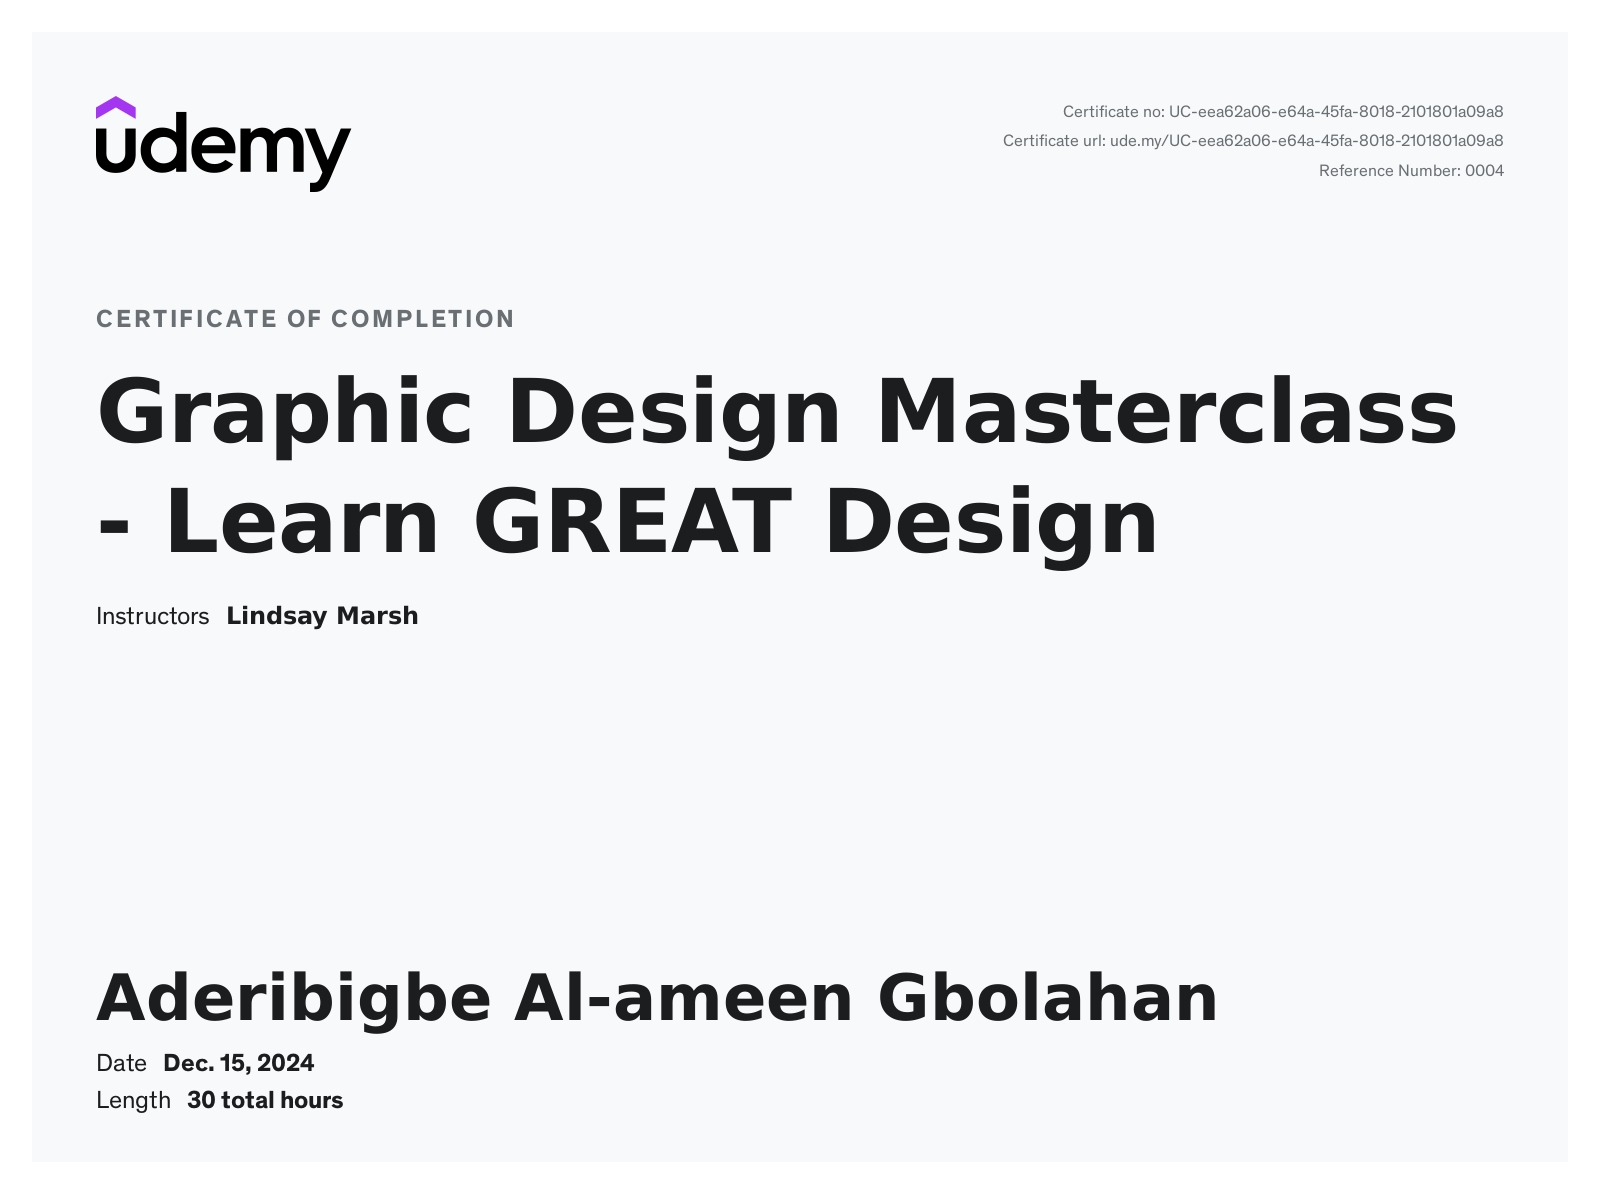 udemy
Certificate no: UC-eea62a06-e64a-45fa-8018-2101801a09a8
Certificate url: ude.my/UC-eea62a06-e64a-45fa-8018-2101801a09a8
Reference Number: 0004
CERTIFICATE OF COMPLETION
Graphic Design Masterclass
- Learn GREAT Design
Instructors Lindsay Marsh
Aderibigbe Al-ameen Gbolahan
Date Dec. 15, 2024
Length 30 total hours